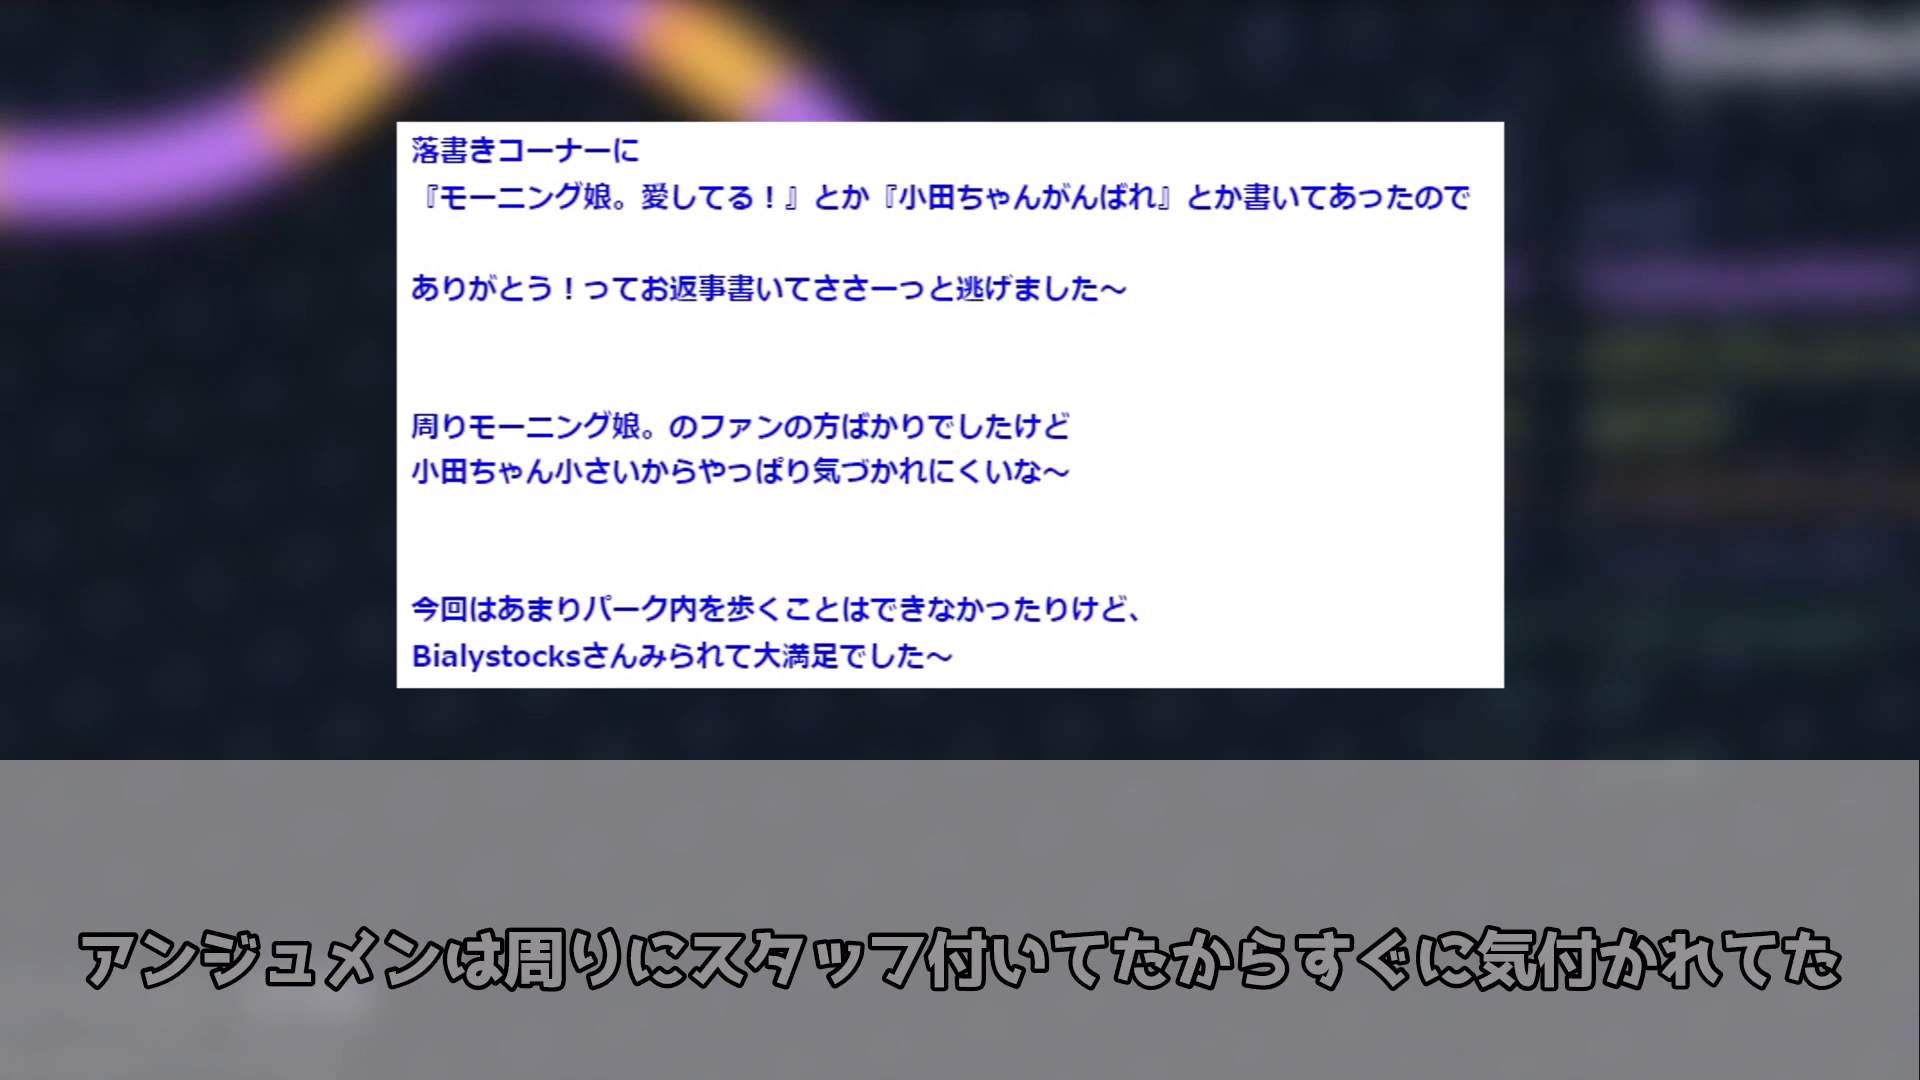 落書きコーナーに
『モーニング娘。愛してる！』とか『小田ちゃんがんばれ』とか書いてあったので
ありがとう！ってお返事書いてささーっと逃げました〜
周りモーニング娘。のファンの方ばかりでしたけど
小田ちゃん小さいからやっぱり気づかれにくいな〜
今回はあまりパーク内を歩くことはできなかったりけど、
Bialystocksさんみられて大満足でした〜
アンジュメンは周りにスタッフ付いてたからすぐに気付かれてた